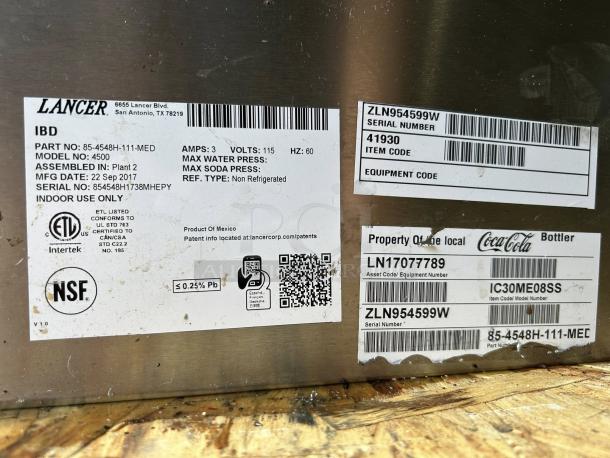 LANCER
6655 Lancer Blvd.
San Antonio, TX 78219
IBD
PART NO: 85-4548H-111-MED
MODEL NO: 4500
ASSEMBLED IN: Plant 2
MFG DATE: 22 Sep 2017
SERIAL NO: 854548H1738MHEPY
INDOOR USE ONLY
AMPS: 3 VOLTS: 115 HZ: 60
MAX WATER PRESS:
MAX SODA PRESS:
REF. TYPE: Non Refrigerated
ETL
C US
Intertek
ETL LISTED
CONFORMS TO
UL STD 763
CERTIFIED TO
CAN/CSA
STD C22.2
NO. 195
Product Of Mexico
Patent info located at:lancercorp.com/patents
NSF
≤ 0.25% Pb
Español
Français
Deutsche
V 1.0
ZLN954599W
SERIAL NUMBER
41930
ITEM CODE
EQUIPMENT CODE
Property Of the local Coca-Cola Bottler
LN17077789
Asset Code/ Equipment Number
IC30ME08SS
Item Code/ Model Number
ZLN954599W
Serial Number
85-4548H-111-MED